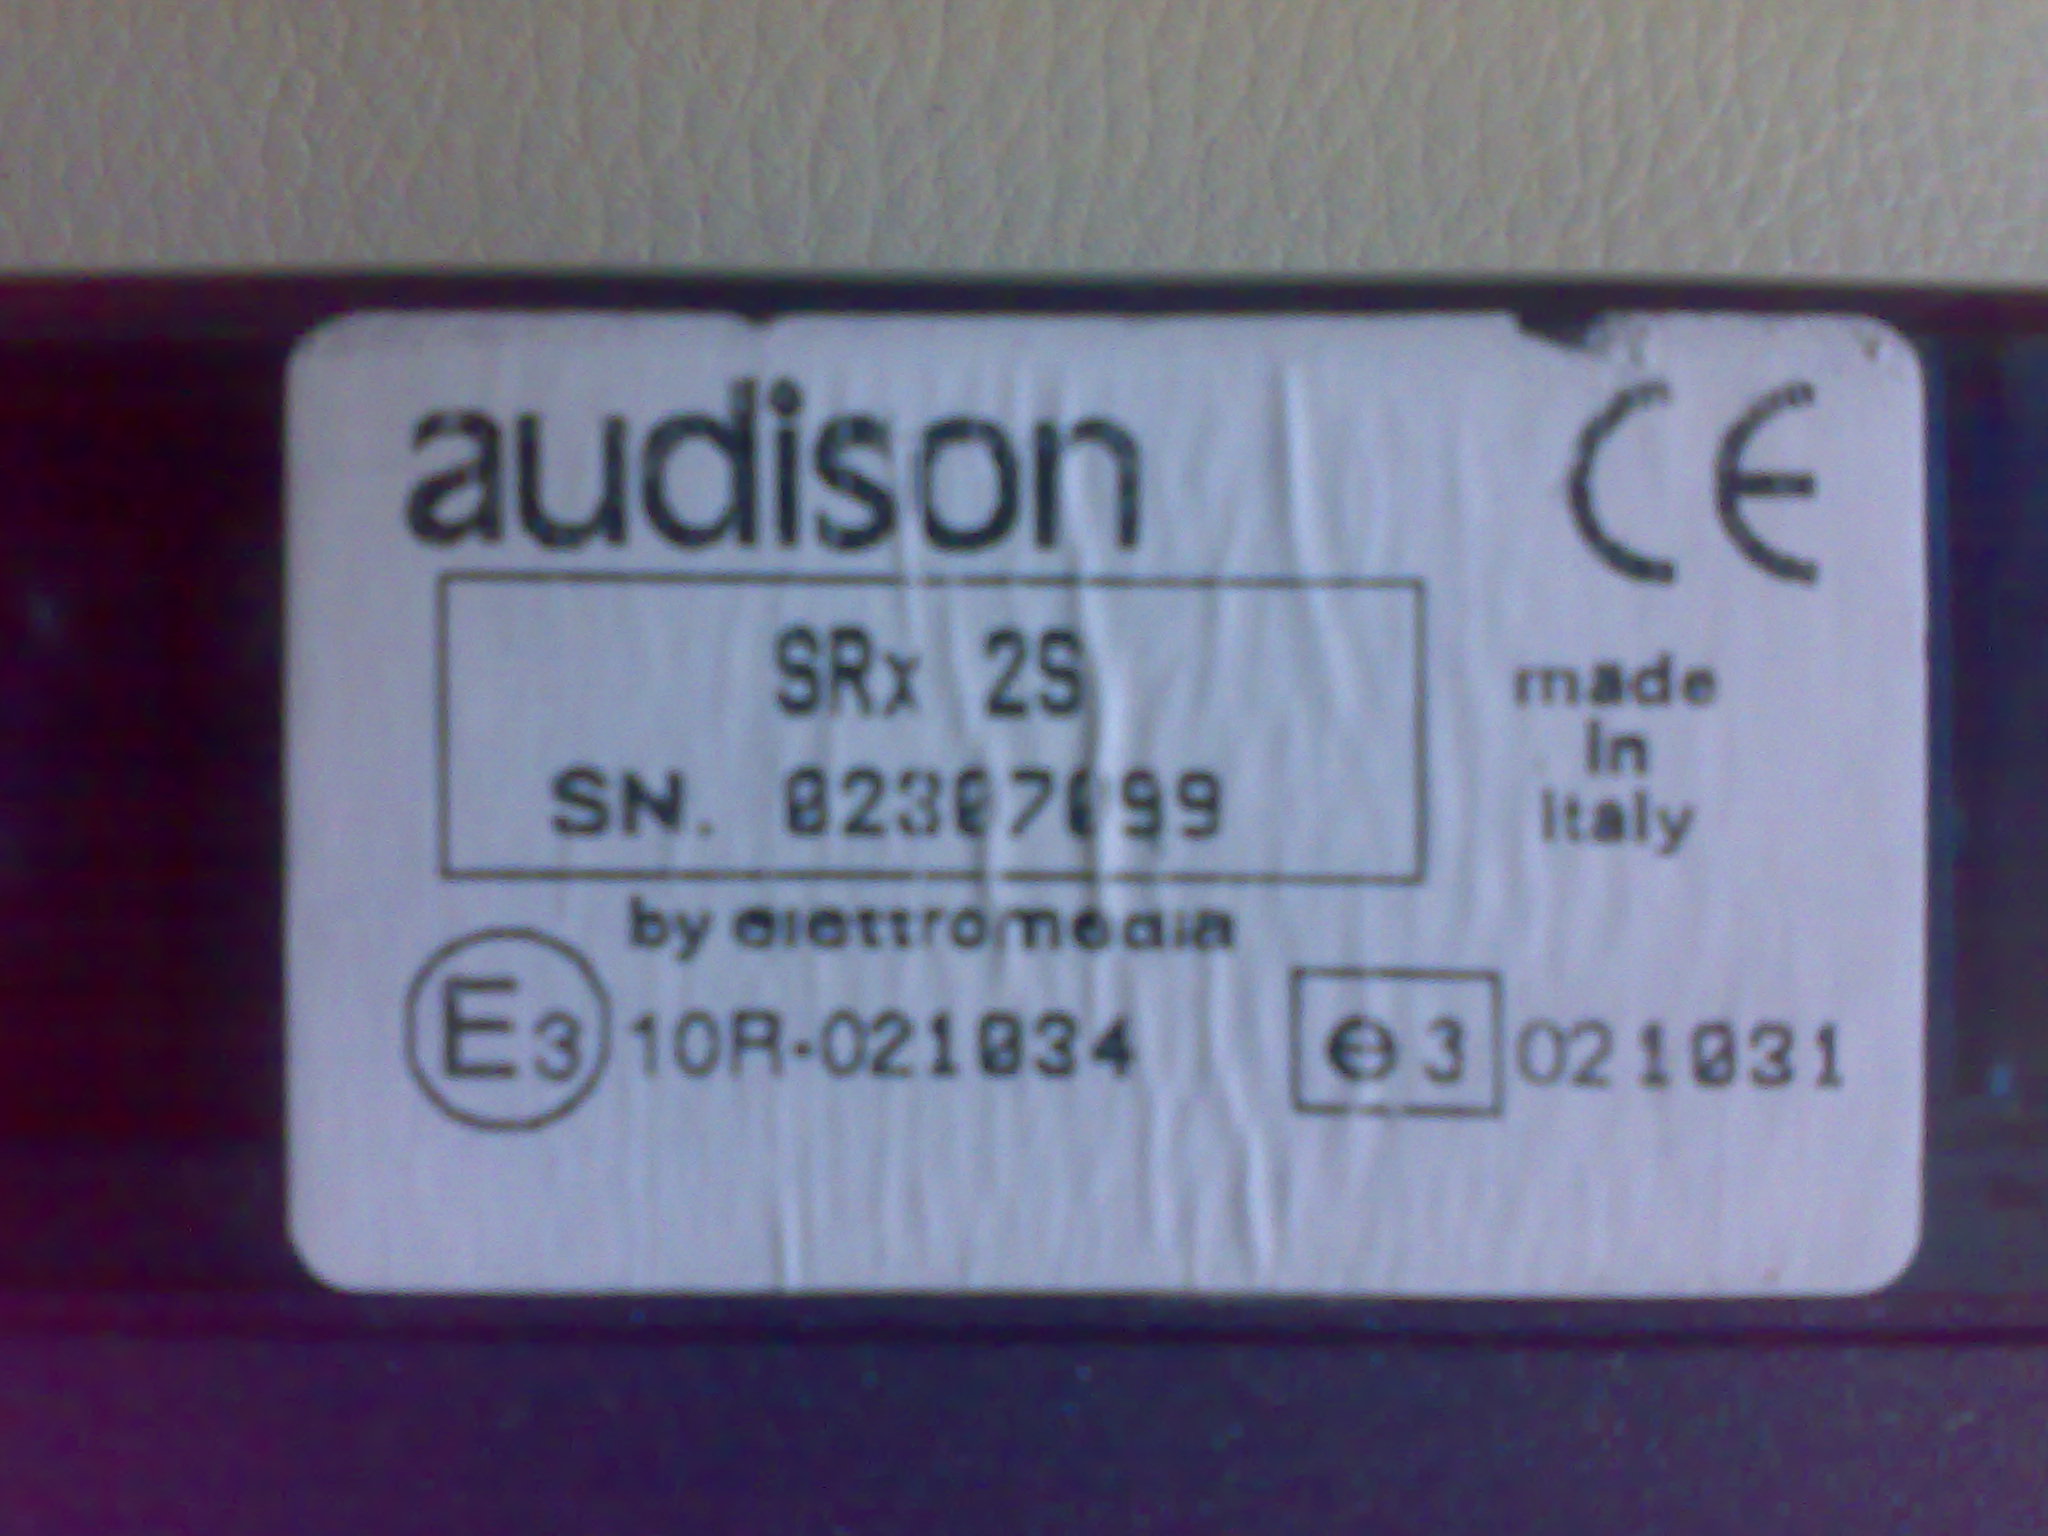 audison
CE
SRx 2S
SN. 02307099
made
in
italy
by elettromedia
E3 10R-021034
e3 021031